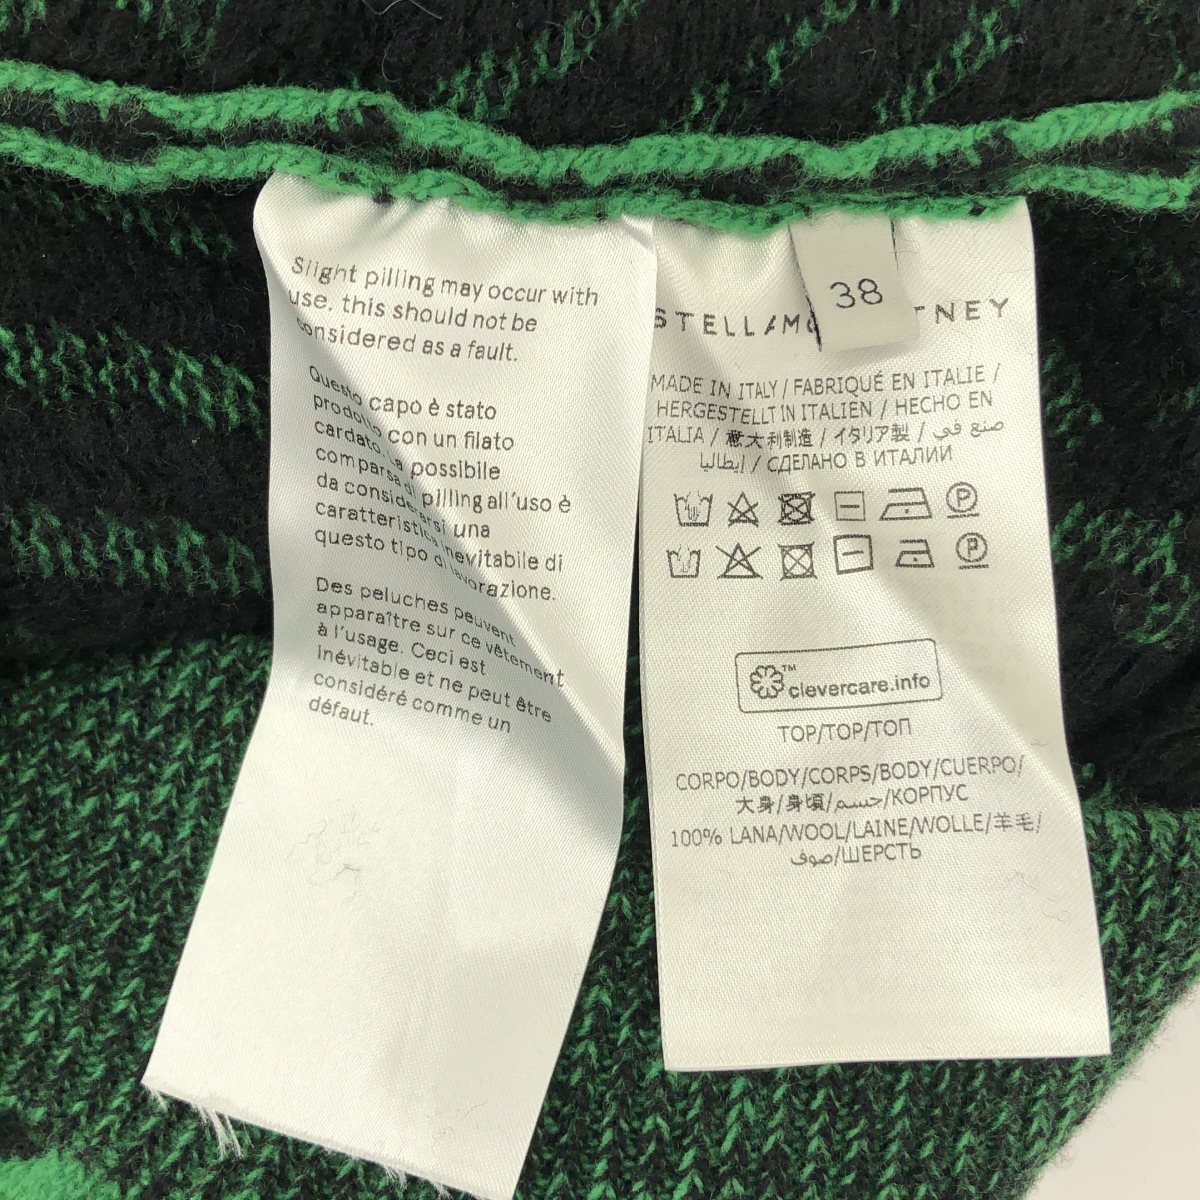 Slight pilling may occur with
use, this should not be
considered as a fault.
Questo capo è stato
prodotto con un filato
cardato. La possibile
comparsa di pilling all'uso è
da considerarsi una
caratteristica inevitabile di
questo tipo di lavorazione.
Des peluches peuvent
apparaître sur ce vêtement
à l'usage. Ceci est
inévitable et ne peut être
considéré comme un
défaut.
38
MADE IN ITALY / FABRIQUÉ EN ITALIE /
HERGESTELLT IN ITALIEN / HECHO EN
ITALIA / 意大利制造 / イタリア製 / صنع في
إيطاليا / СДЕЛАНО В ИТАЛИИ
P
P
™
clevercare.info
TOP/TOP/ТОП
CORPO/BODY/CORPS/BODY/CUERPO/
大身/身頃/جسم/КОРПУС
100% LANA/WOOL/LAINE/WOLLE/羊毛/
صوف/ШЕРСТЬ